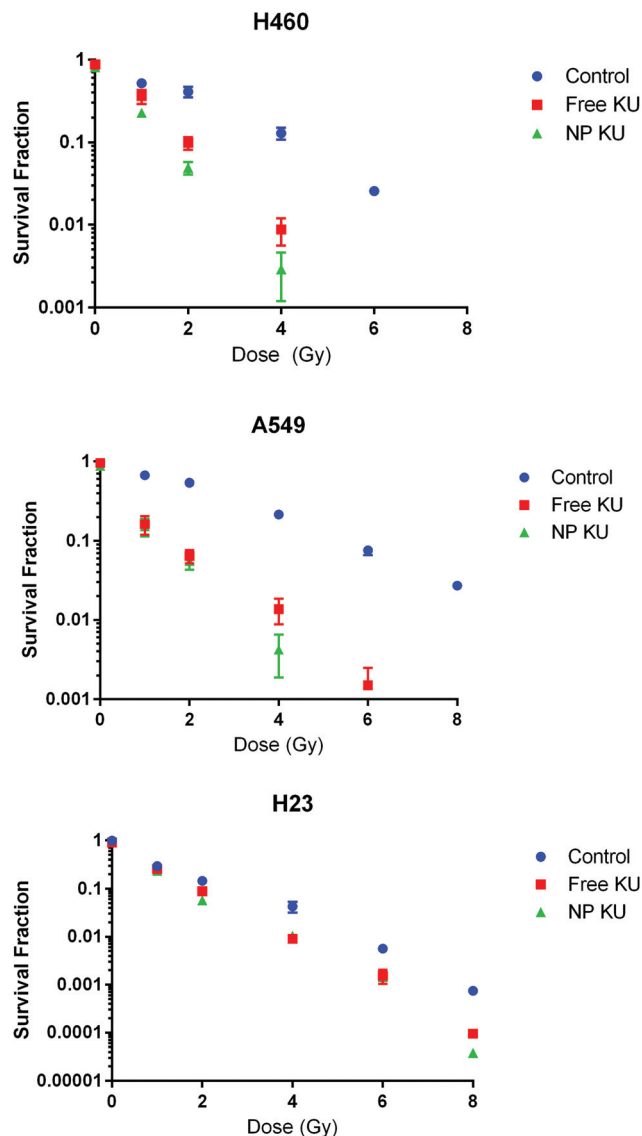 H460
Survival Fraction
1
0.1
0.01
0.001
0 2 4 6 8
Dose (Gy)
Control
Free KU
NP KU
A549
Survival Fraction
1
0.1
0.01
0.001
0 2 4 6 8
Dose (Gy)
Control
Free KU
NP KU
H23
Survival Fraction
1
0.1
0.01
0.001
0.0001
0.00001
0 2 4 6 8
Dose (Gy)
Control
Free KU
NP KU